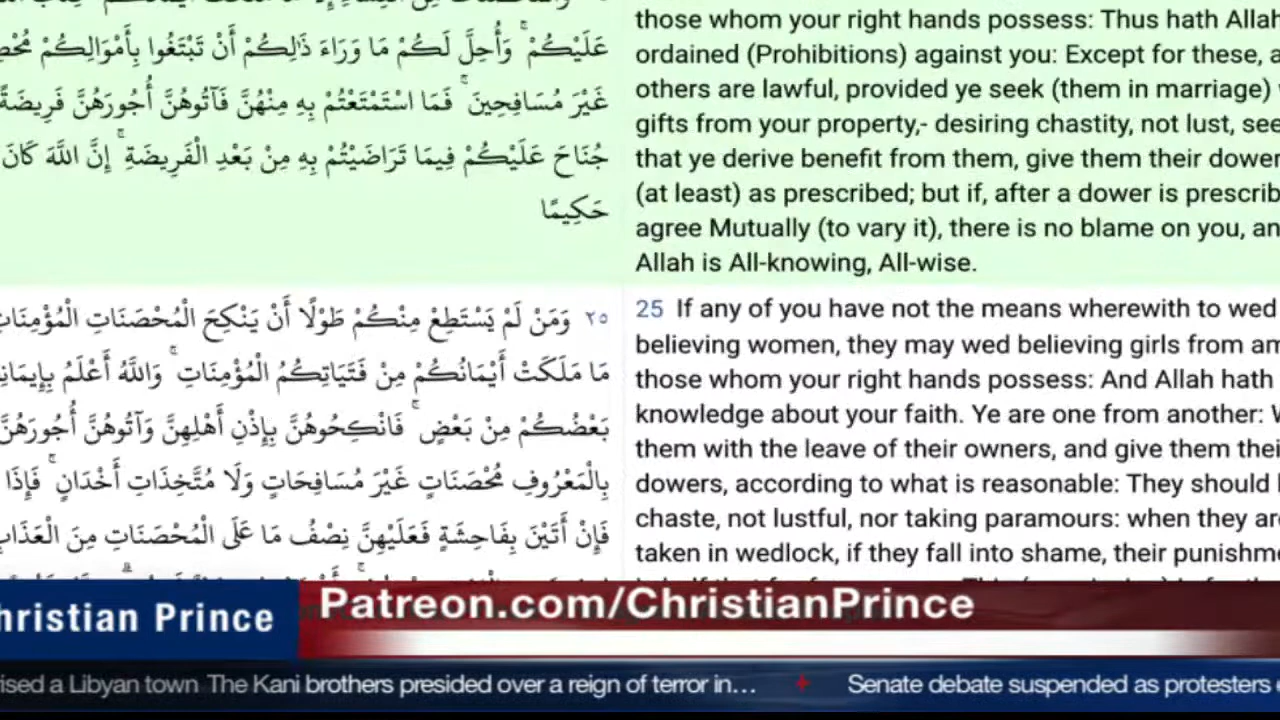 عَلَيْكُمْ ۚ وَأُحِلَّ لَكُمْ مَا وَرَاءَ ذَٰلِكُمْ أَنْ تَبْتَغُوا بِأَمْوَالِكُمْ
غَيْرَ مُسَافِحِينَ ۚ فَمَا اسْتَمْتَعْتُمْ بِهِ مِنْهُنَّ فَآتُوهُنَّ أُجُورَهُنَّ فَرِيضَةً
جُنَاحَ عَلَيْكُمْ فِيمَا تَرَاضَيْتُمْ بِهِ مِنْ بَعْدِ الْفَرِيضَةِ ۚ إِنَّ اللَّهَ كَانَ
حَكِيمًا
٢٥ وَمَنْ لَمْ يَسْتَطِعْ مِنْكُمْ طَوْلًا أَنْ يَنْكِحَ الْمُحْصَنَاتِ الْمُؤْمِنَاتِ
مَا مَلَكَتْ أَيْمَانُكُمْ مِنْ فَتَيَاتِكُمُ الْمُؤْمِنَاتِ ۚ وَاللَّهُ أَعْلَمُ
بَعْضُكُمْ مِنْ بَعْضٍ ۚ فَانْكِحُوهُنَّ بِإِذْنِ أَهْلِهِنَّ وَآتُوهُنَّ أُجُورَهُنَّ
بِالْمَعْرُوفِ مُحْصَنَاتٍ غَيْرَ مُسَافِحَاتٍ وَلَا مُتَّخِذَاتِ أَخْدَانٍ ۚ فَإِذَا
فَإِنْ أَتَيْنَ بِفَاحِشَةٍ فَعَلَيْهِنَّ نِصْفُ مَا عَلَى الْمُحْصَنَاتِ مِنَ الْعَذَابِ
those whom your right hands possess: Thus hath Allah
ordained (Prohibitions) against you: Except for these, a
others are lawful, provided ye seek (them in marriage)
gifts from your property,- desiring chastity, not lust, see
that ye derive benefit from them, give them their dower
(at least) as prescribed; but if, after a dower is prescrib
agree Mutually (to vary it), there is no blame on you, an
Allah is All-knowing, All-wise.
25 If any of you have not the means wherewith to wed
believing women, they may wed believing girls from am
those whom your right hands possess: And Allah hath
knowledge about your faith. Ye are one from another: W
them with the leave of their owners, and give them thei
dowers, according to what is reasonable: They should
chaste, not lustful, nor taking paramours: when they ar
taken in wedlock, if they fall into shame, their punishme
hristian Prince
Patreon.com/ChristianPrince
ised a Libyan town The Kani brothers presided over a reign of terror in... Senate debate suspended as protesters